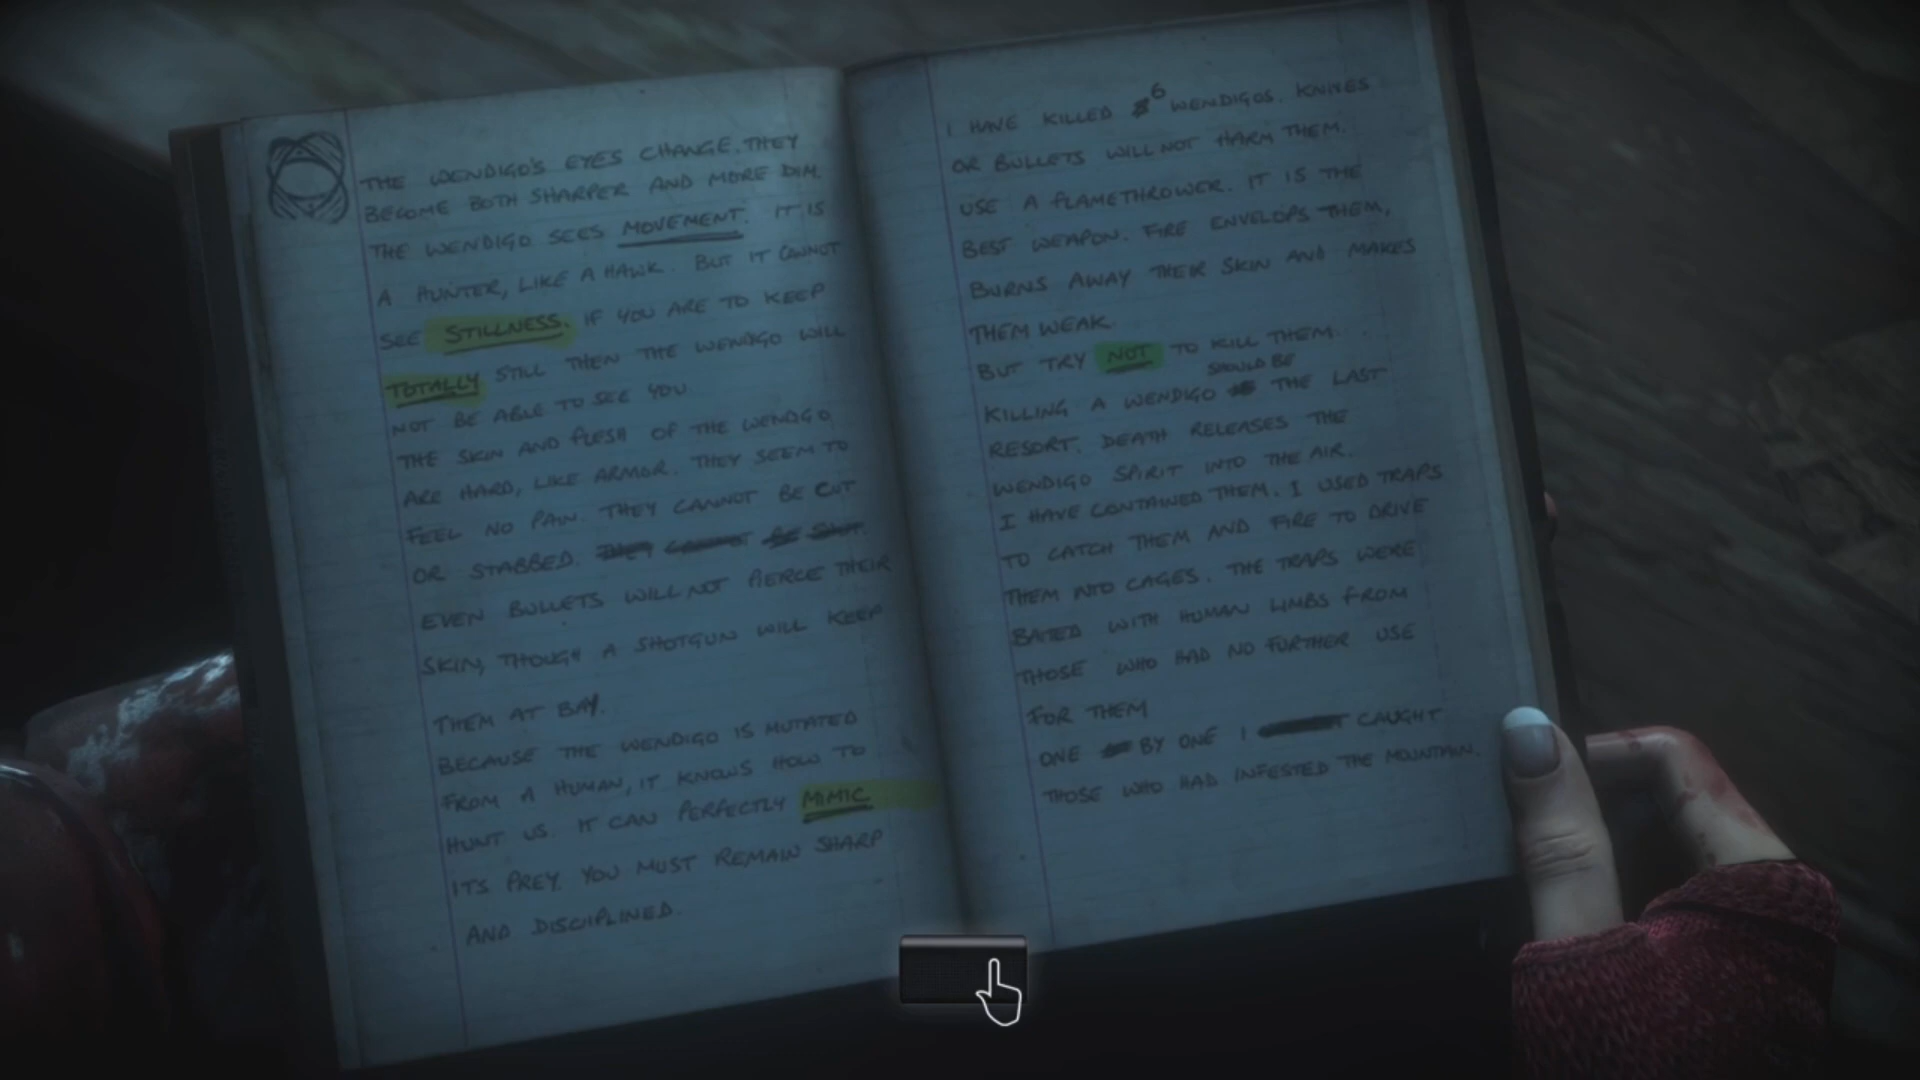 THE WENDIGO'S EYES CHANGE. THEY
BECOME BOTH SHARPER AND MORE DIM.
THE WENDIGO SEES MOVEMENT. IT IS
A HUNTER, LIKE A HAWK. BUT IT CANNOT
SEE STILLNESS. IF YOU ARE TO KEEP
TOTALLY STILL THEN THE WENDIGO WILL
NOT BE ABLE TO SEE YOU
THE SKIN AND FLESH OF THE WENDIGO
ARE HARD, LIKE ARMOR. THEY SEEM TO
FEEL NO PAIN. THEY CANNOT BE CUT
OR STABBED. THEY CANNOT BE SHOT.
EVEN BULLETS WILL NOT PIERCE THEIR
SKIN, THOUGH A SHOTGUN WILL KEEP
THEM AT BAY.
BECAUSE THE WENDIGO IS MUTATED
FROM A HUMAN, IT KNOWS HOW TO
HUNT US. IT CAN PERFECTLY MIMIC
ITS PREY. YOU MUST REMAIN SHARP
AND DISCIPLINED.
I HAVE KILLED 6 WENDIGOS. KNIVES
OR BULLETS WILL NOT HARM THEM.
USE A FLAMETHROWER. IT IS THE
BEST WEAPON. FIRE ENVELOPS THEM,
BURNS AWAY THEIR SKIN AND MAKES
THEM WEAK.
BUT TRY NOT TO KILL THEM.
KILLING A WENDIGO SHOULD BE THE LAST
RESORT. DEATH RELEASES THE
WENDIGO SPIRIT INTO THE AIR.
I HAVE CONTAINED THEM. I USED TRAPS
TO CATCH THEM AND FIRE TO DRIVE
THEM INTO CAGES. THE TRAPS WERE
BAITED WITH HUMAN LIMBS FROM
THOSE WHO HAD NO FURTHER USE
FOR THEM
ONE BY ONE I CAUGHT
THOSE WHO HAD INFESTED THE MOUNTAIN.